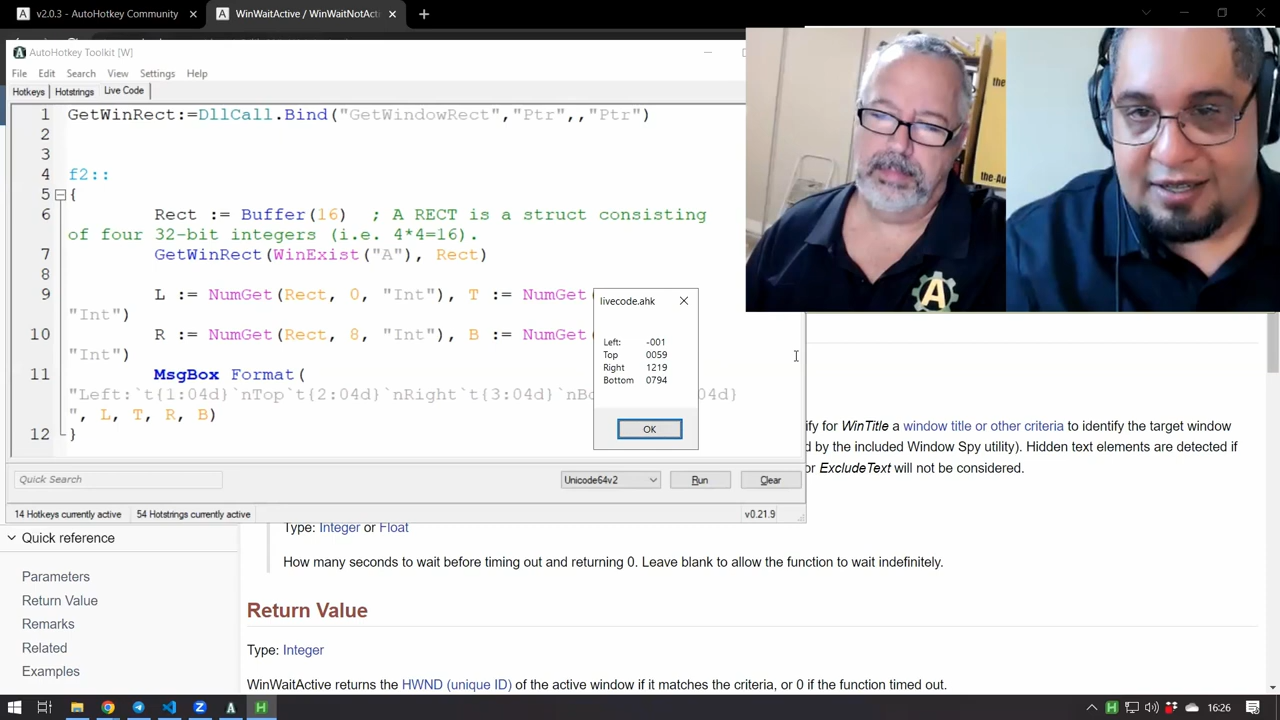 v2.0.3 - AutoHotkey Community
WinWaitActive / WinWaitNotActi
AutoHotkey Toolkit [W]
File Edit Search View Settings Help
Hotkeys Hotstrings Live Code
1 GetWinRect:=DllCall.Bind("GetWindowRect","Ptr",,"Ptr")
2
3
4 f2::
5 {
6 Rect := Buffer(16) ; A RECT is a struct consisting
of four 32-bit integers (i.e. 4*4=16).
7 GetWinRect(WinExist("A"), Rect)
8
9 L := NumGet(Rect, 0, "Int"), T := NumGet(
"Int")
10 R := NumGet(Rect, 8, "Int"), B := NumGet
"Int")
11 MsgBox Format(
"Left:`t{1:04d}`nTop`t{2:04d}`nRight`t{3:04d}`nBo 04d}
", L, T, R, B)
12 }
livecode.ahk
Left: -001
Top 0059
Right 1219
Bottom 0794
OK
Quick Search
Unicode64v2
Run
Clear
14 Hotkeys currently active 54 Hotstrings currently active
v0.21.9
the-Au
A
ify for WinTitle a window title or other criteria to identify the target window
d by the included Window Spy utility). Hidden text elements are detected if
or ExcludeText will not be considered.
Type: Integer or Float
How many seconds to wait before timing out and returning 0. Leave blank to allow the function to wait indefinitely.
Quick reference
Parameters
Return Value
Remarks
Related
Examples
Return Value
Type: Integer
WinWaitActive returns the HWND (unique ID) of the active window if it matches the criteria, or 0 if the function timed out.
16:26